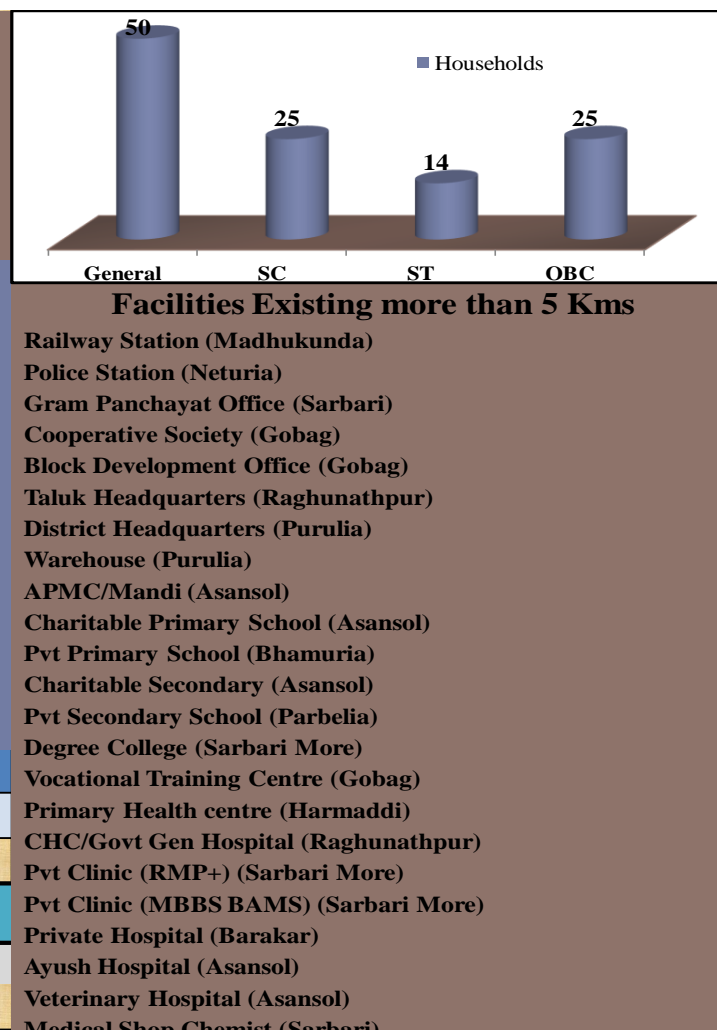 50
Households
25
25
14
General SC ST OBC
Facilities Existing more than 5 Kms
Railway Station (Madhukunda)
Police Station (Neturia)
Gram Panchayat Office (Sarbari)
Cooperative Society (Gobag)
Block Development Office (Gobag)
Taluk Headquarters (Raghunathpur)
District Headquarters (Purulia)
Warehouse (Purulia)
APMC/Mandi (Asansol)
Charitable Primary School (Asansol)
Pvt Primary School (Bhamuria)
Charitable Secondary (Asansol)
Pvt Secondary School (Parbelia)
Degree College (Sarbari More)
Vocational Training Centre (Gobag)
Primary Health centre (Harmaddi)
CHC/Govt Gen Hospital (Raghunathpur)
Pvt Clinic (RMP+) (Sarbari More)
Pvt Clinic (MBBS BAMS) (Sarbari More)
Private Hospital (Barakar)
Ayush Hospital (Asansol)
Veterinary Hospital (Asansol)
Medical Shop Chemist (Sarbari)